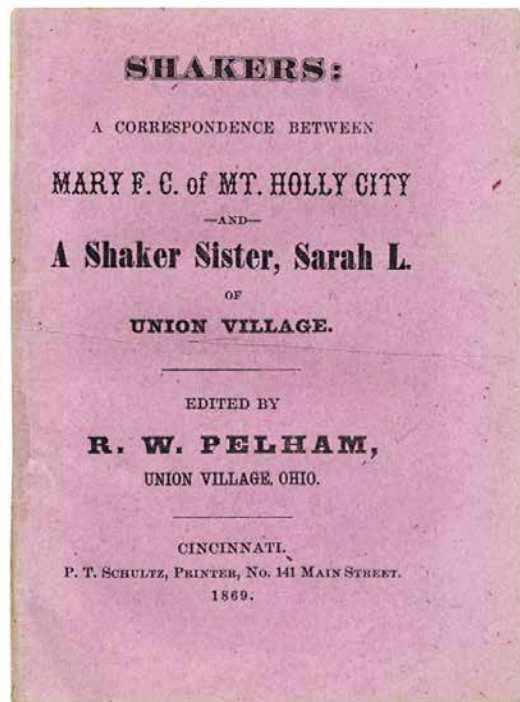 SHAKERS:
A CORRESPONDENCE BETWEEN
MARY F. C. of MT. HOLLY CITY
—AND—
A Shaker Sister, Sarah L.
OF
UNION VILLAGE.
EDITED BY
R. W. PELHAM,
UNION VILLAGE, OHIO.
CINCINNATI.
P. T. SCHULTZ, PRINTER, NO. 141 MAIN STREET.
1869.